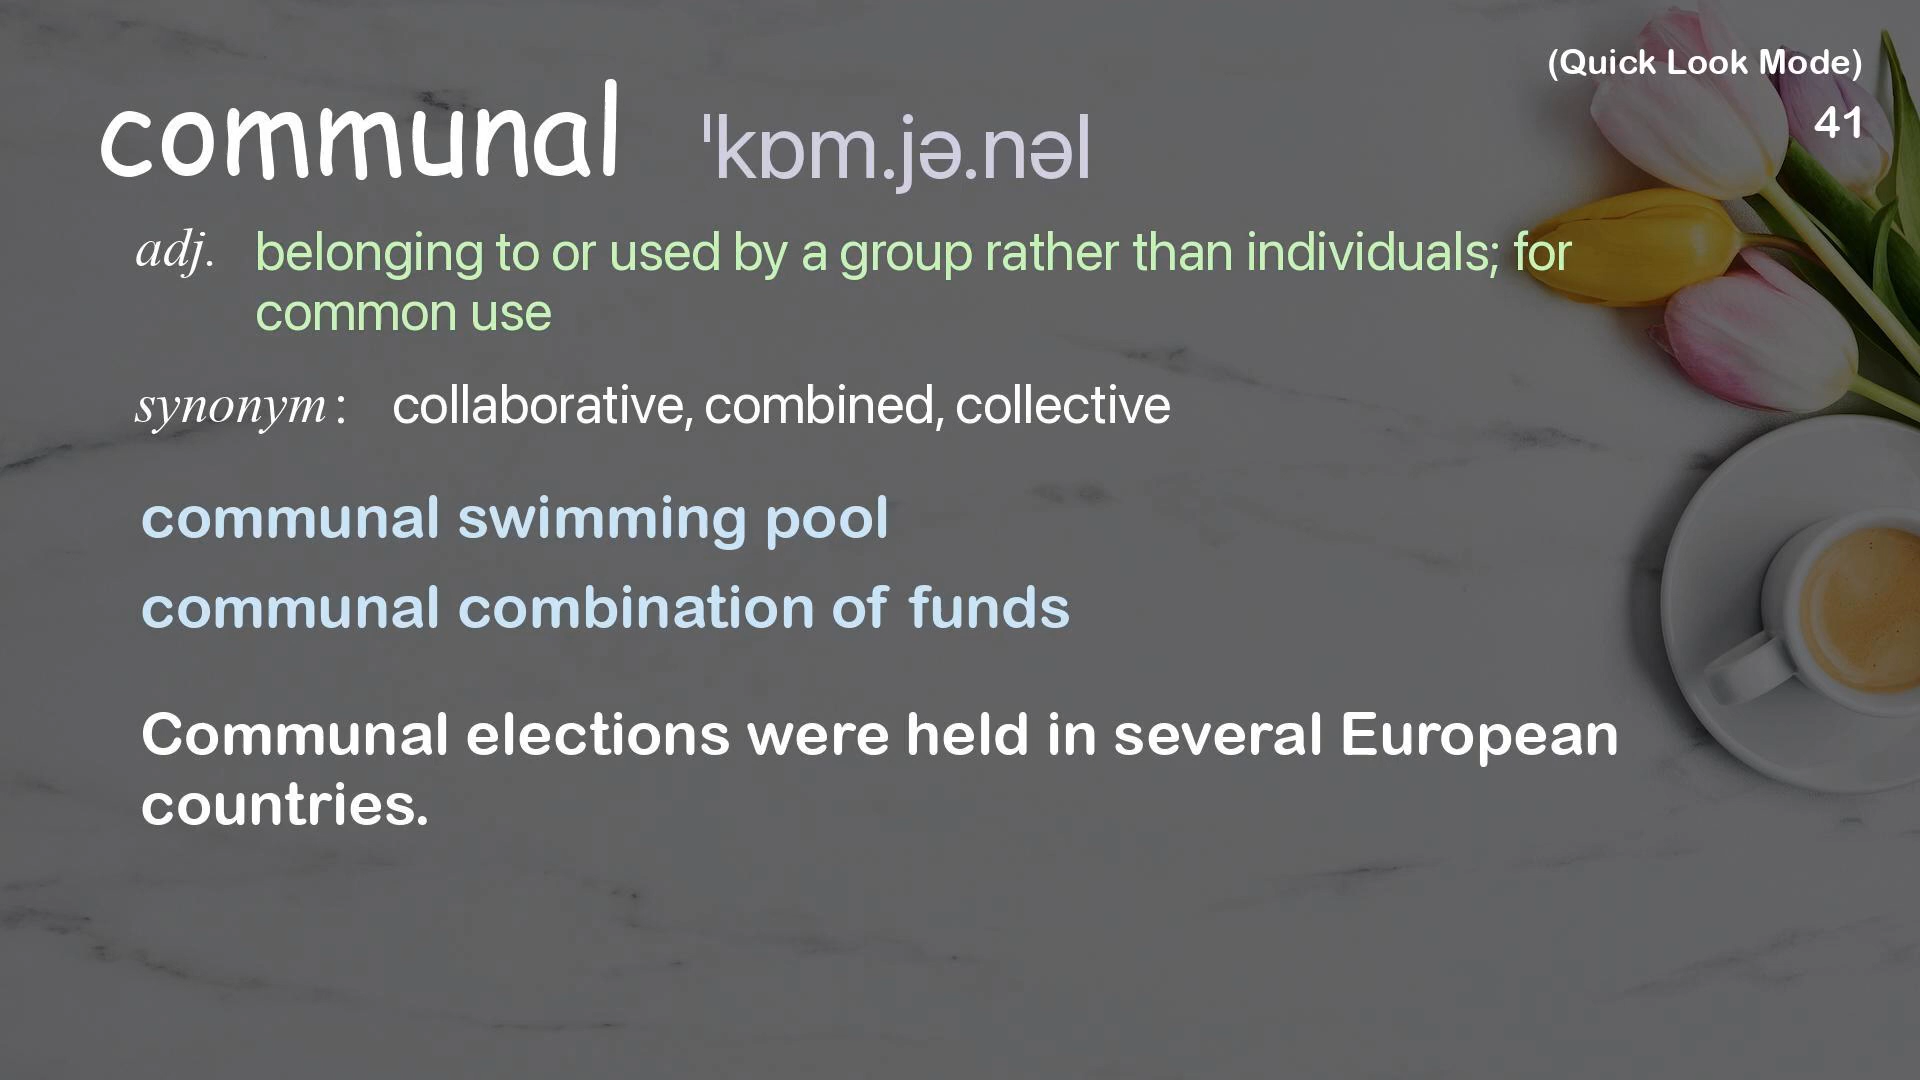 (Quick Look Mode)
41
communal ˈkɒm.jə.nəl
adj. belonging to or used by a group rather than individuals; for
common use
synonym: collaborative, combined, collective
communal swimming pool
communal combination of funds
Communal elections were held in several European
countries.